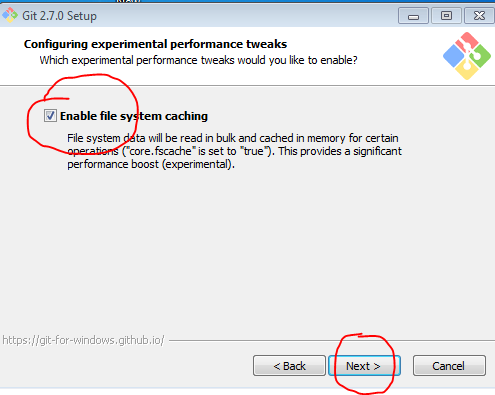 Git 2.7.0 Setup
Configuring experimental performance tweaks
Which experimental performance tweaks would you like to enable?
Enable file system caching
File system data will be read in bulk and cached in memory for certain
operations ("core.fscache" is set to "true"). This provides a significant
performance boost (experimental).
https://git-for-windows.github.io/
< Back
Next >
Cancel